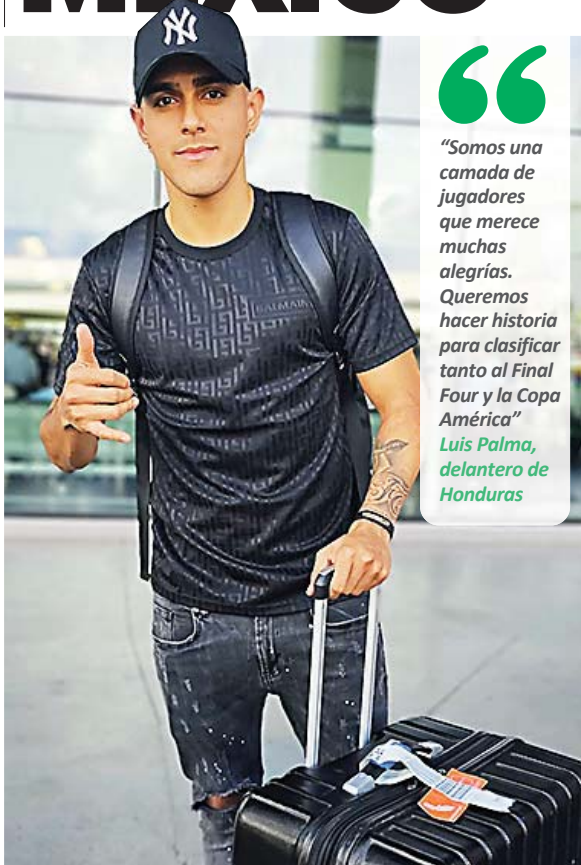 MÉXICO
NY
BALMAIN
“Somos una
camada de
jugadores
que merece
muchas
alegrías.
Queremos
hacer historia
para clasificar
tanto al Final
Four y la Copa
América”
Luis Palma,
delantero de
Honduras